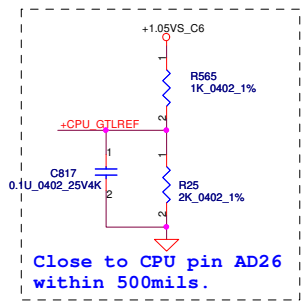 +1.05VS_C6
1
R565
1K_0402_1%
2
+CPU_GTLREF
1
1
C817
0.1U_0402_25V4K
R25
2K_0402_1%
2
2
Close to CPU pin AD26
within 500mils.